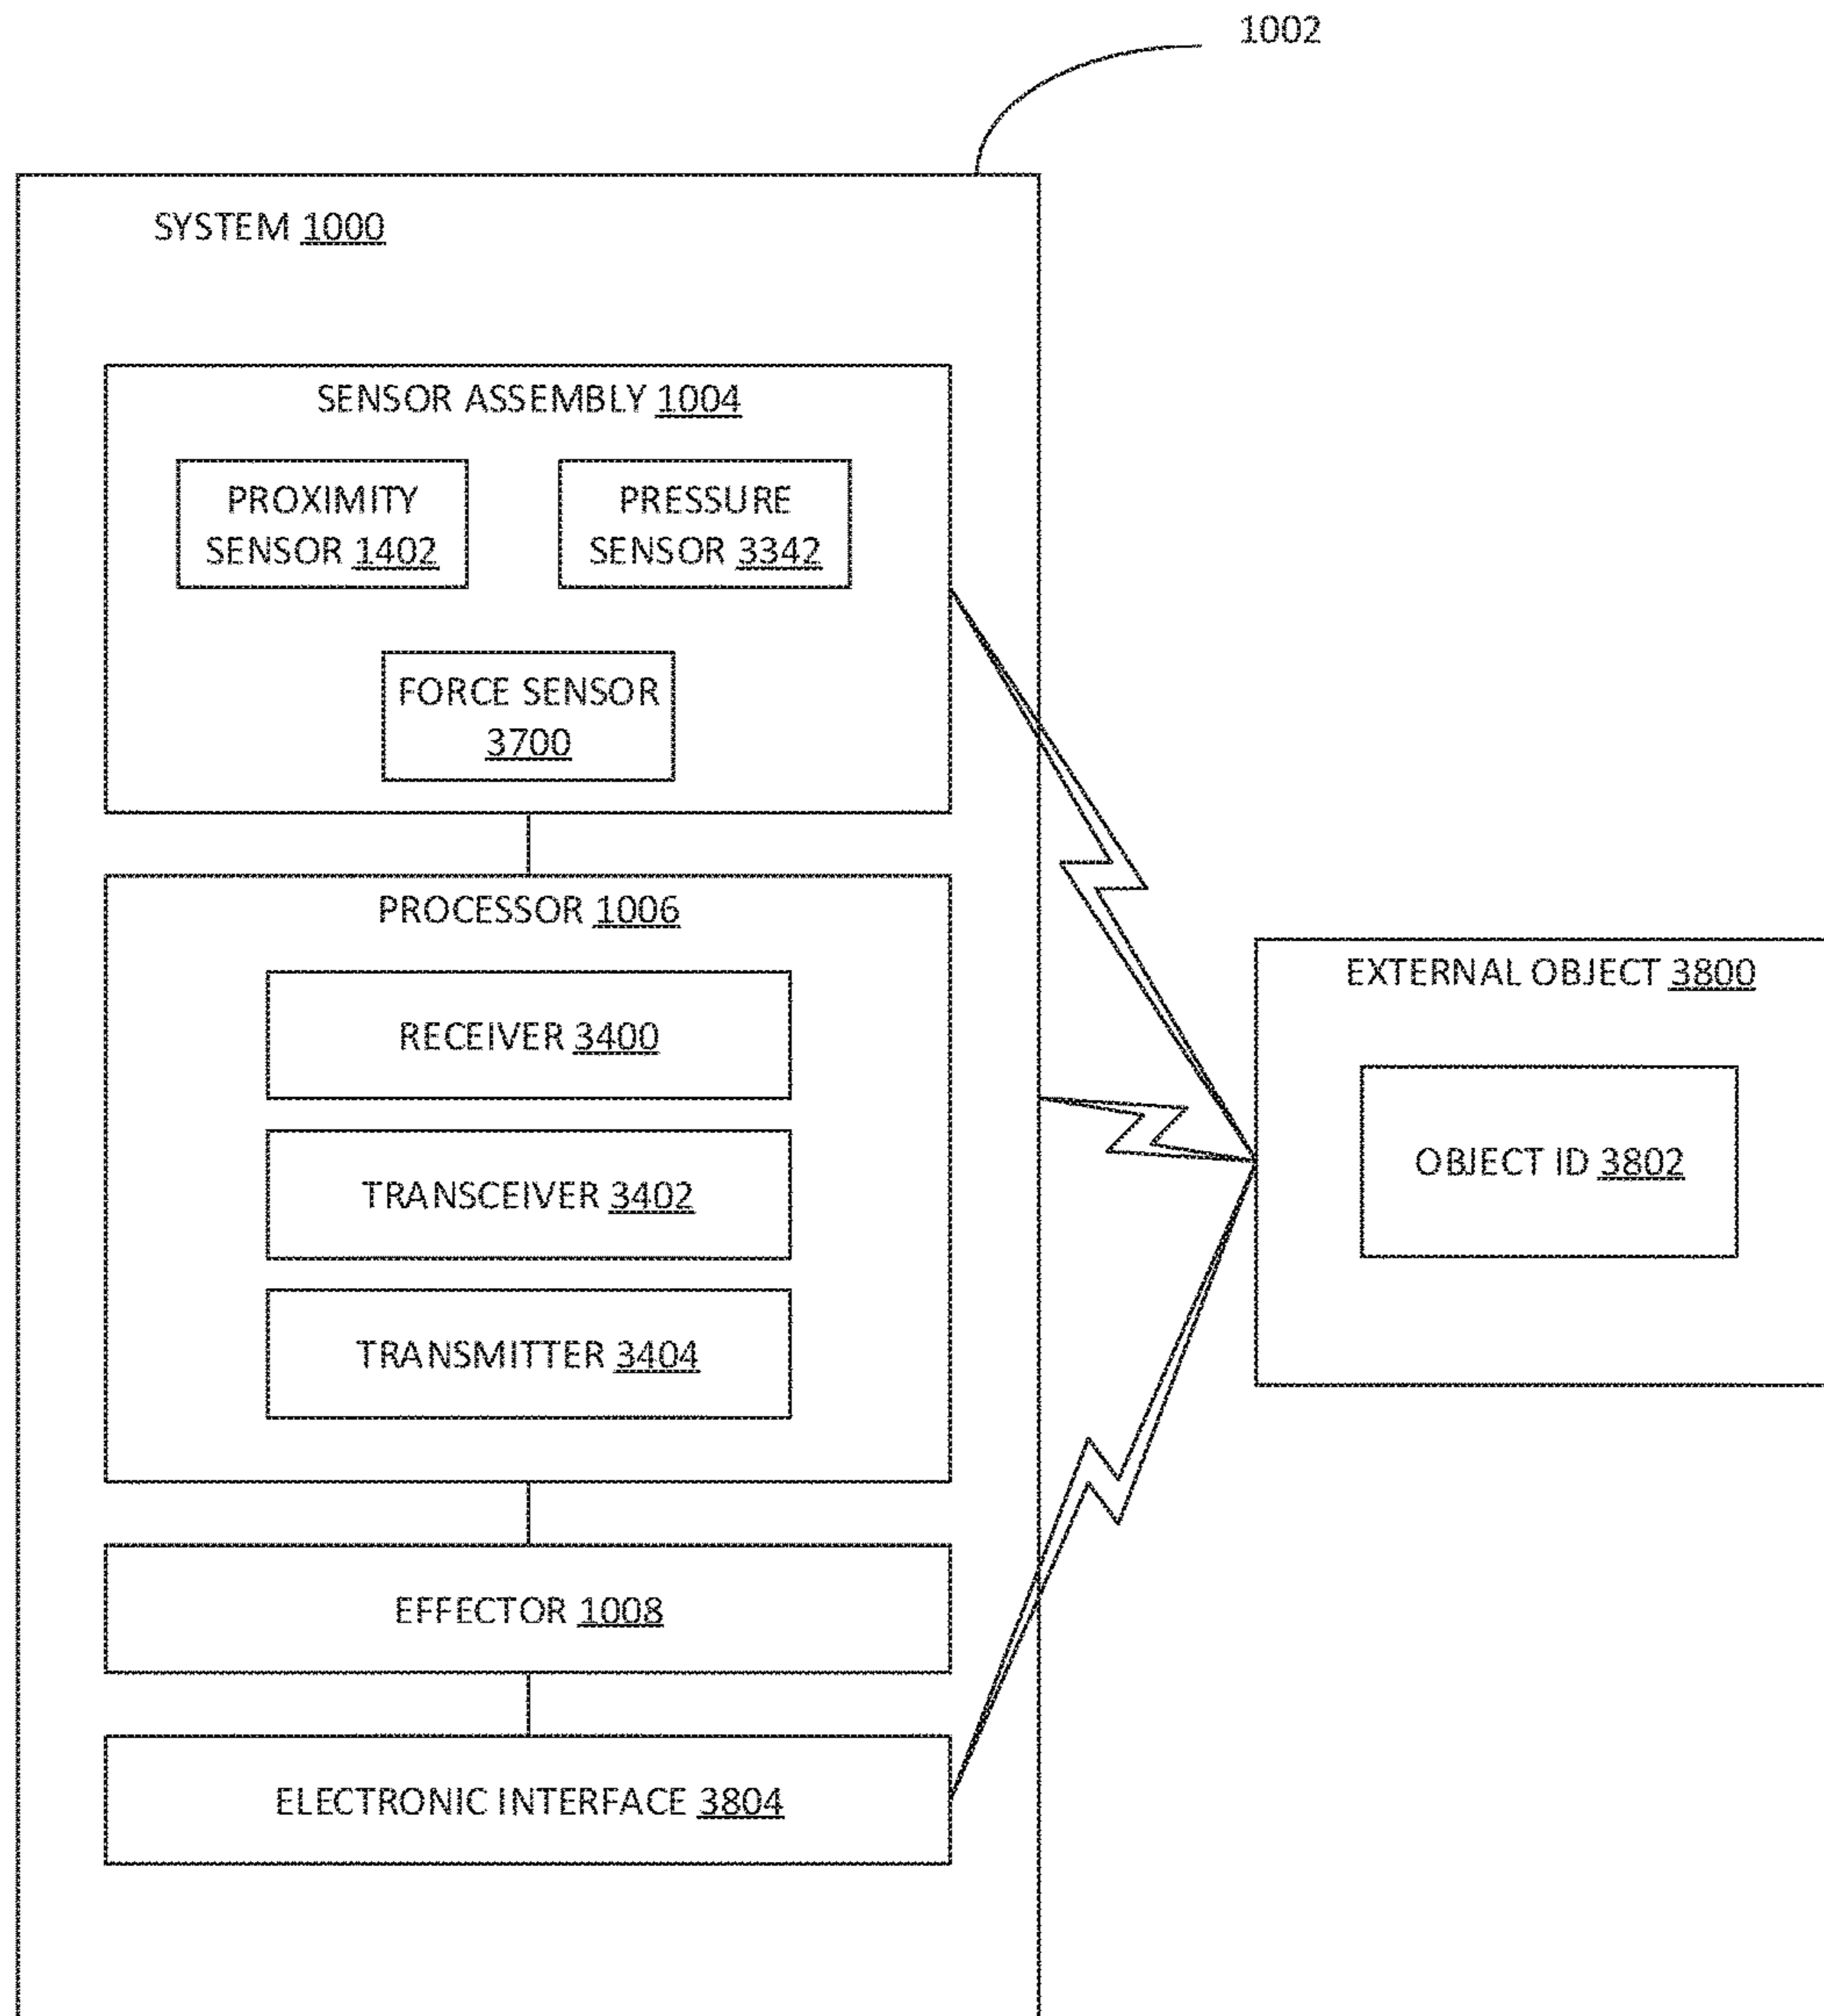 1002
SYSTEM 1000
SENSOR ASSEMBLY 1004
PROXIMITY
SENSOR 1402
PRESSURE
SENSOR 3342
FORCE SENSOR
3700
PROCESSOR 1006
RECEIVER 3400
TRANSCEIVER 3402
TRANSMITTER 3404
EFFECTOR 1008
ELECTRONIC INTERFACE 3804
EXTERNAL OBJECT 3800
OBJECT ID 3802